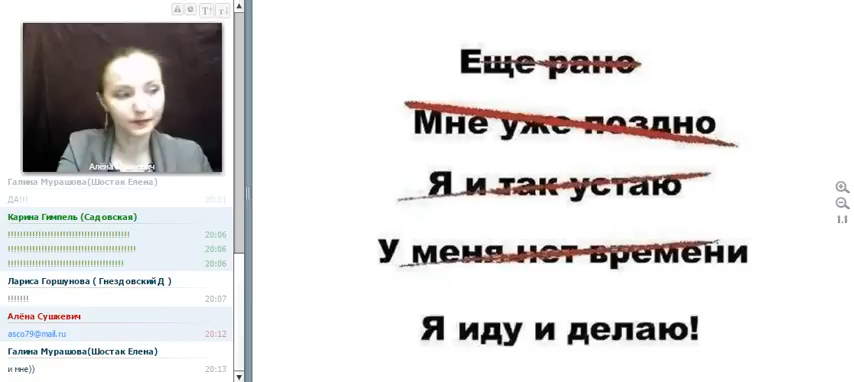 Алёна
Галина Мурашова(Шостак Елена)
ДА!!!
Карина Гимпель (Садовская)
!!!!!!!!!!!!!!!!!!!!!!!!!!!!!!!!!!!!!!!! 20:06
!!!!!!!!!!!!!!!!!!!!!!!!!!!!!!!!!!!!!!!!!! 20:06
!!!!!!!!!!!!!!!!!!!!!!!!!!!!!!!!!!!!!! 20:06
Лариса Горшунова ( Гнездовский Д )
!!!!!!! 20:07
Алёна Сушкевич
asco79@mail.ru 20:12
Галина Мурашова(Шостак Елена)
и мне)) 20:13
Еще рано
Мне уже поздно
Я и так устаю
У меня нет времени
Я иду и делаю!
1.1